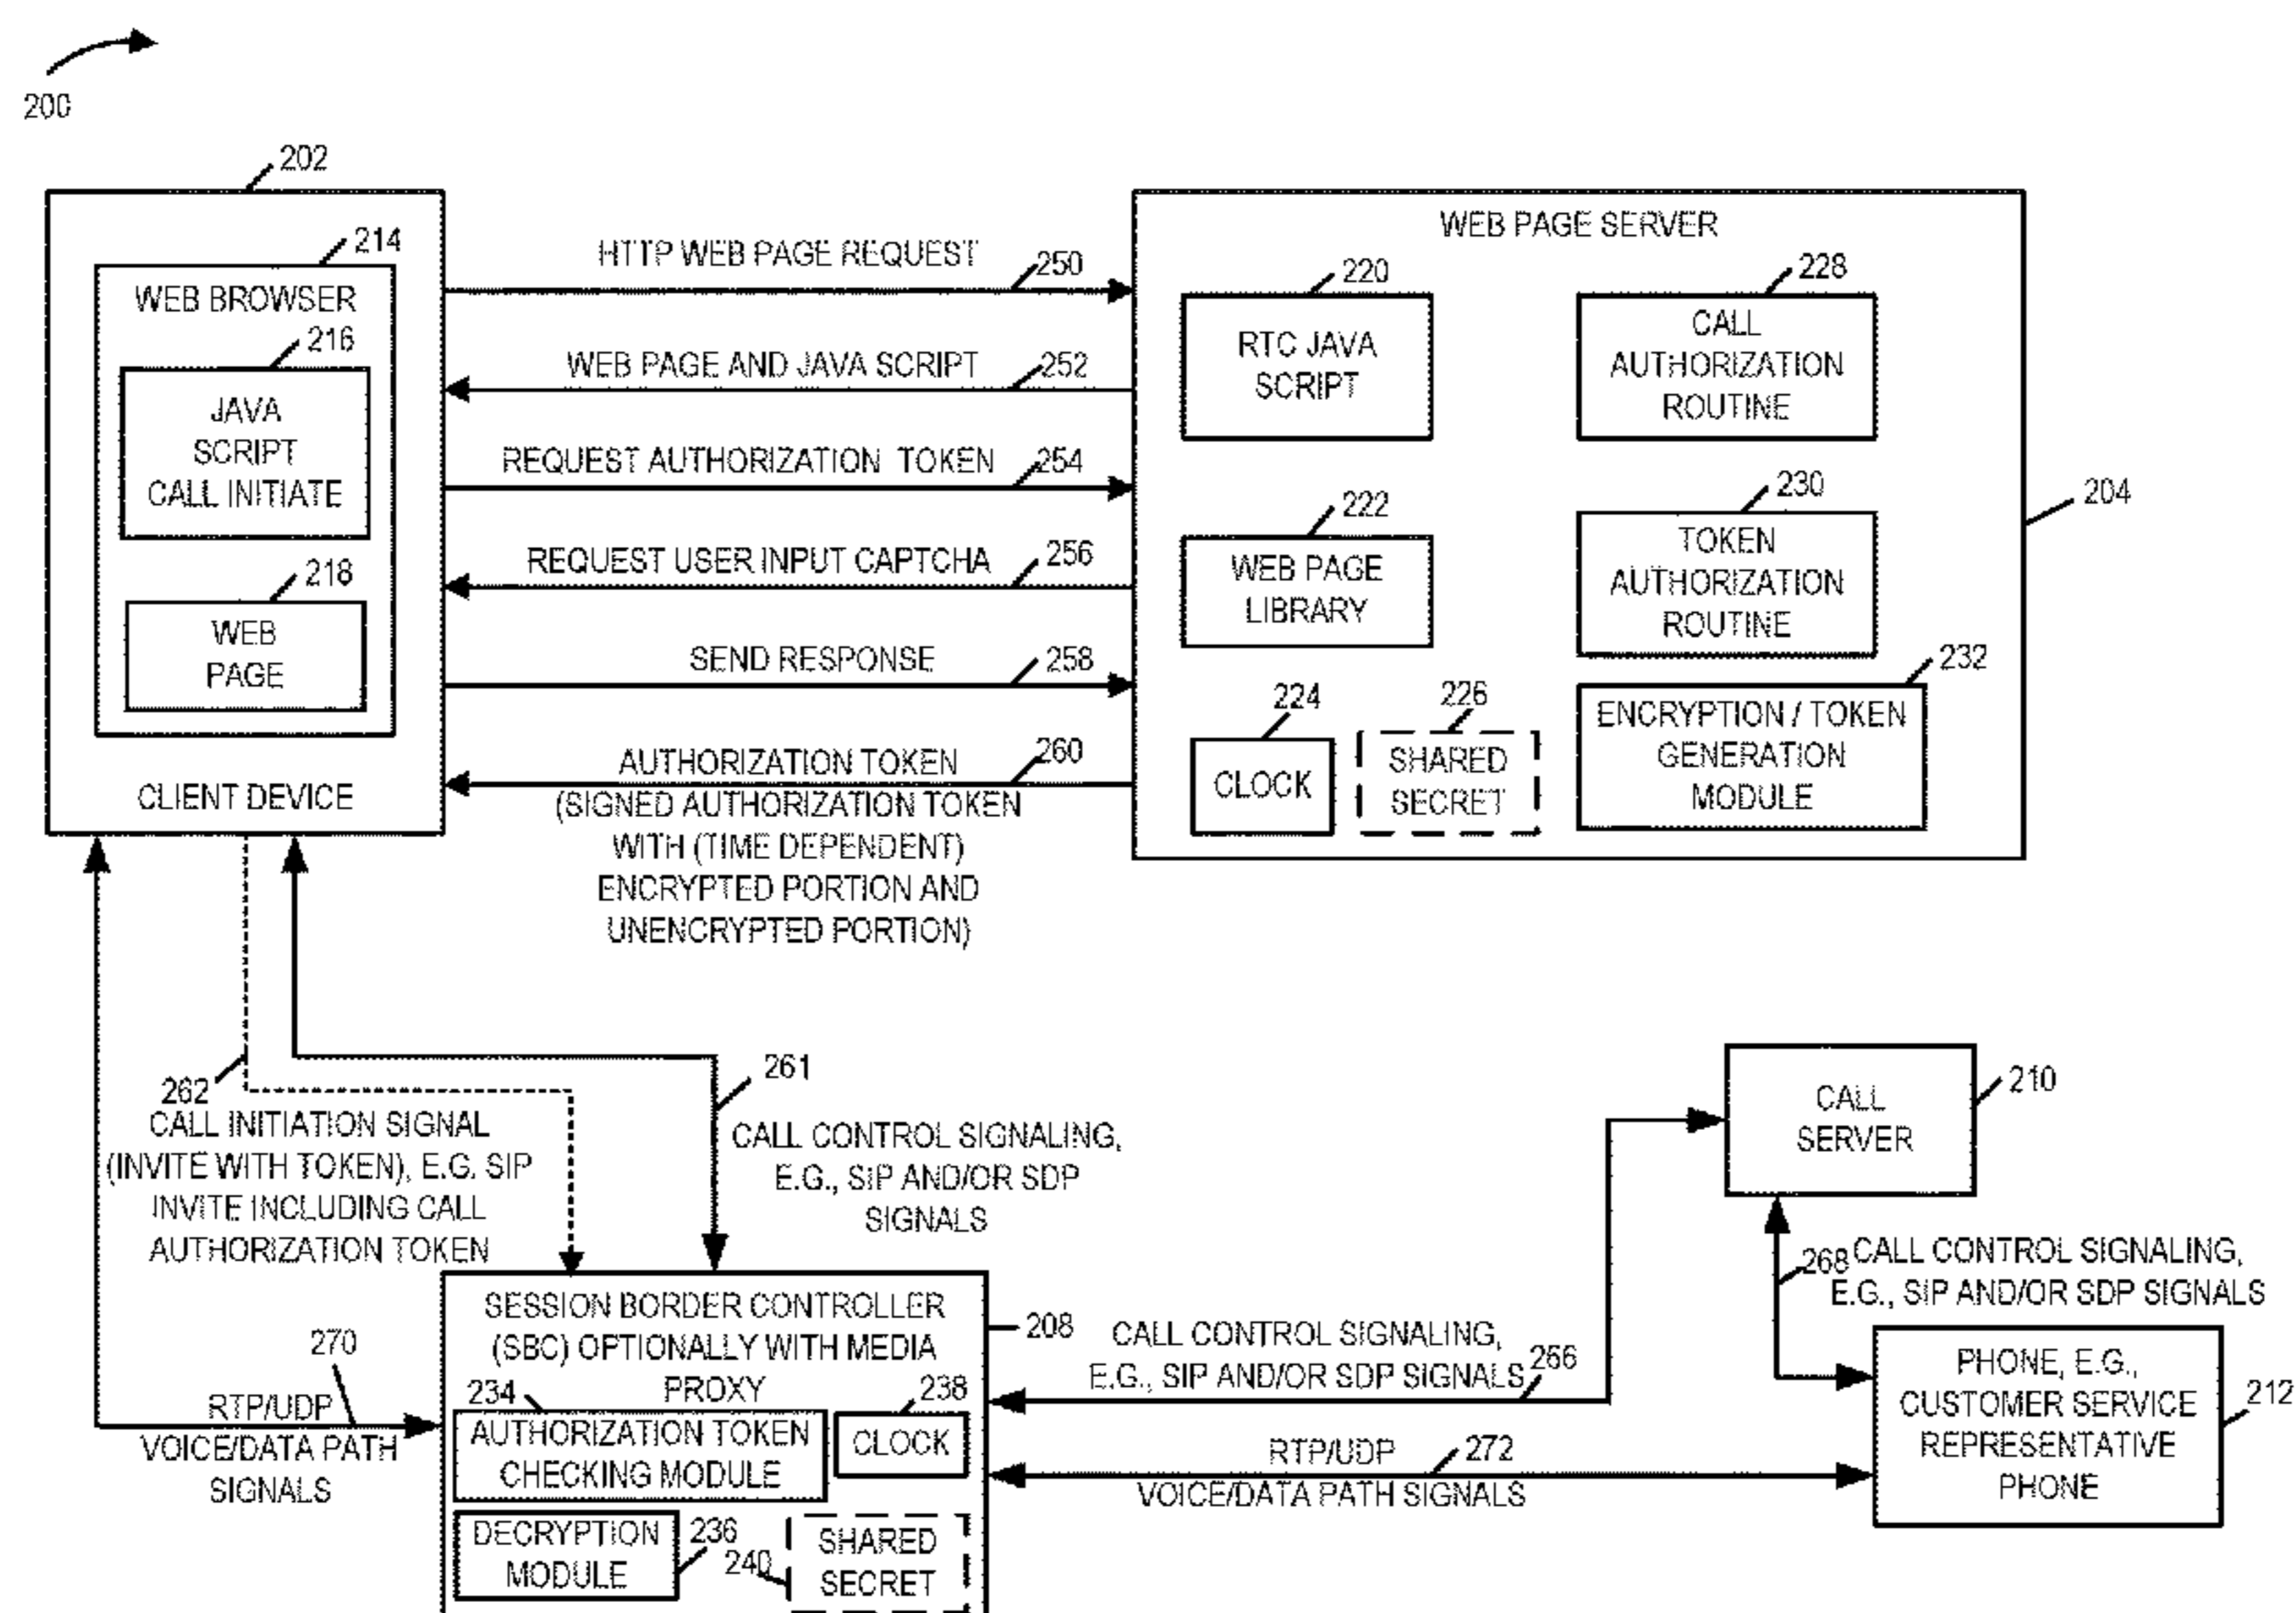 200
202
214
WEB BROWSER
216
JAVA
SCRIPT
CALL INITIATE
218
WEB
PAGE
CLIENT DEVICE
HTTP WEB PAGE REQUEST
250
WEB PAGE AND JAVA SCRIPT
252
REQUEST AUTHORIZATION TOKEN
254
REQUEST USER INPUT CAPTCHA
256
SEND RESPONSE
258
AUTHORIZATION TOKEN
260
(SIGNED AUTHORIZATION TOKEN
WITH (TIME DEPENDENT)
ENCRYPTED PORTION AND
UNENCRYPTED PORTION)
WEB PAGE SERVER
220
RTC JAVA
SCRIPT
228
CALL
AUTHORIZATION
ROUTINE
204
222
WEB PAGE
LIBRARY
230
TOKEN
AUTHORIZATION
ROUTINE
224
CLOCK
226
SHARED
SECRET
232
ENCRYPTION / TOKEN
GENERATION
MODULE
262
CALL INITIATION SIGNAL
(INVITE WITH TOKEN), E.G. SIP
INVITE INCLUDING CALL
AUTHORIZATION TOKEN
261
CALL CONTROL SIGNALING,
E.G., SIP AND/OR SDP
SIGNALS
210
CALL
SERVER
268
CALL CONTROL SIGNALING,
E.G., SIP AND/OR SDP SIGNALS
270
RTP/UDP
VOICE/DATA PATH
SIGNALS
SESSION BORDER CONTROLLER
(SBC) OPTIONALLY WITH MEDIA
PROXY
208
234
AUTHORIZATION TOKEN
CHECKING MODULE
238
CLOCK
DECRYPTION
MODULE
236
240
SHARED
SECRET
CALL CONTROL SIGNALING,
E.G., SIP AND/OR SDP SIGNALS
266
RTP/UDP
272
VOICE/DATA PATH SIGNALS
PHONE, E.G.,
CUSTOMER SERVICE
REPRESENTATIVE
PHONE
212